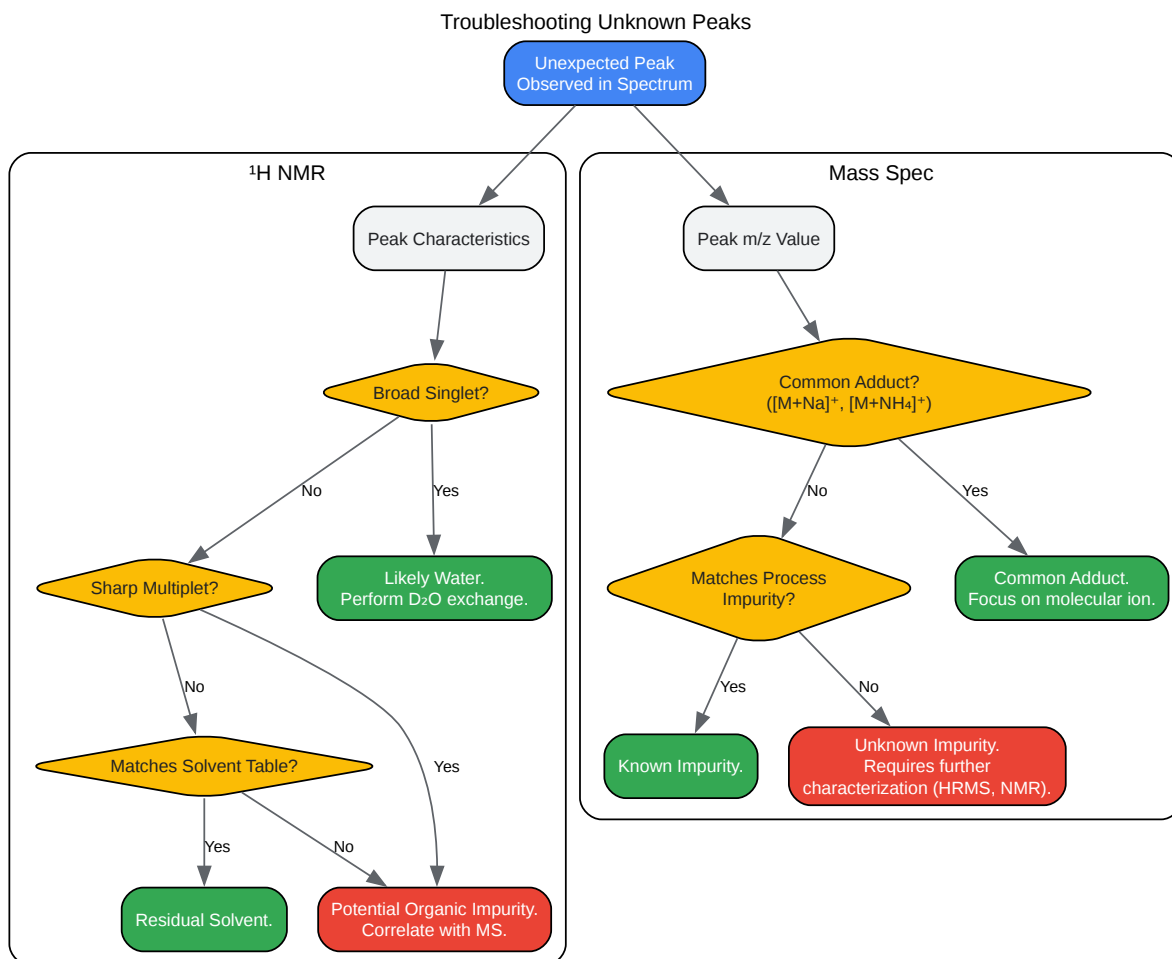 Troubleshooting Unknown Peaks
Unexpected Peak
Observed in Spectrum
¹H NMR
Mass Spec
Peak Characteristics
Peak m/z Value
Broad Singlet?
Common Adduct?
([M+Na]⁺, [M+NH₄]⁺)
No
Yes
No
Yes
Sharp Multiplet?
Likely Water.
Perform D₂O exchange.
Matches Process
Impurity?
Common Adduct.
Focus on molecular ion.
No
Yes
Yes
No
Matches Solvent Table?
Known Impurity.
Unknown Impurity.
Requires further
characterization (HRMS, NMR).
Yes
No
Residual Solvent.
Potential Organic Impurity.
Correlate with MS.